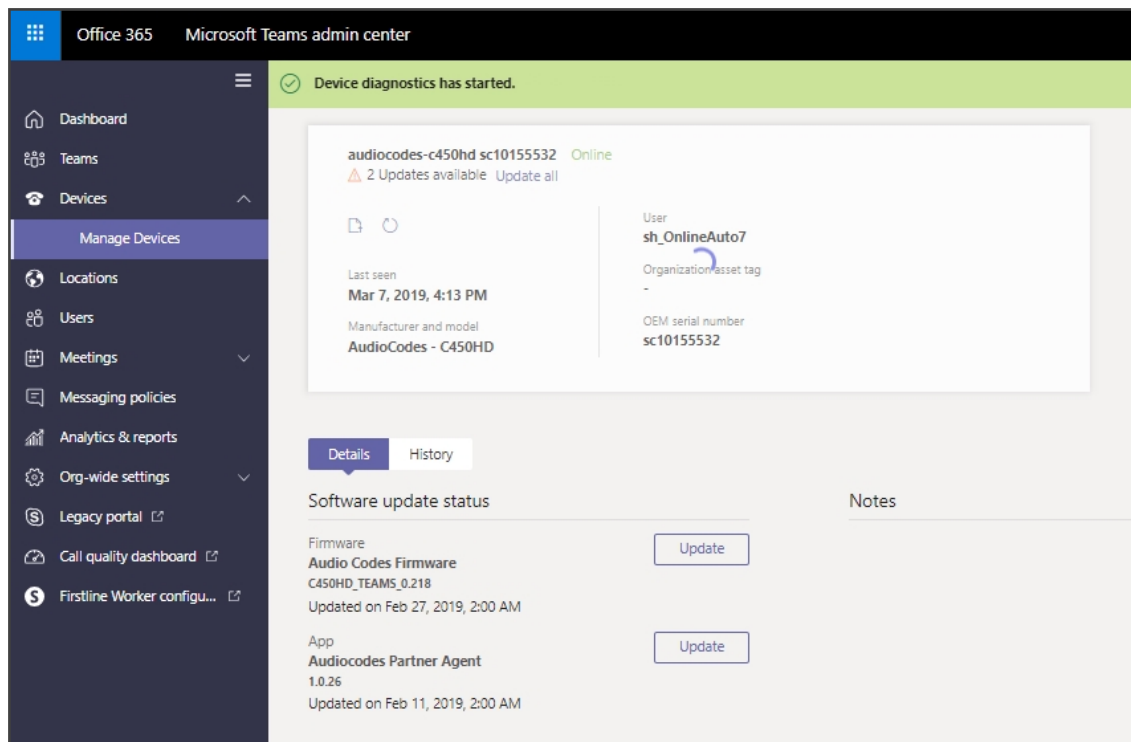 Office 365 Microsoft Teams admin center
Device diagnostics has started.
Dashboard
Teams
Devices
Manage Devices
Locations
Users
Meetings
Messaging policies
Analytics & reports
Org-wide settings
Legacy portal
Call quality dashboard
Firstline Worker configu...
audiocodes-c450hd sc10155532 Online
2 Updates available Update all
Last seen
Mar 7, 2019, 4:13 PM
Manufacturer and model
AudioCodes - C450HD
User
sh_OnlineAuto7
Organization asset tag
-
OEM serial number
sc10155532
Details History
Software update status
Firmware
Audio Codes Firmware
C450HD_TEAMS_0.218
Updated on Feb 27, 2019, 2:00 AM
Update
App
Audiocodes Partner Agent
1.0.26
Updated on Feb 11, 2019, 2:00 AM
Update
Notes